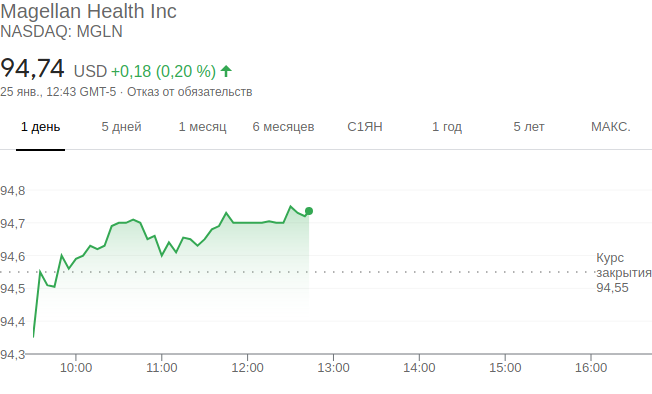 Magellan Health Inc
NASDAQ: MGLN
94,74 USD +0,18 (0,20 %)
25 янв., 12:43 GMT-5 · Отказ от обязательств
1 день 5 дней 1 месяц 6 месяцев С1ЯН 1 год 5 лет МАКС.
94,8
94,7
94,6
Курс
закрытия
94,55
94,5
94,4
94,3
10:00 11:00 12:00 13:00 14:00 15:00 16:00